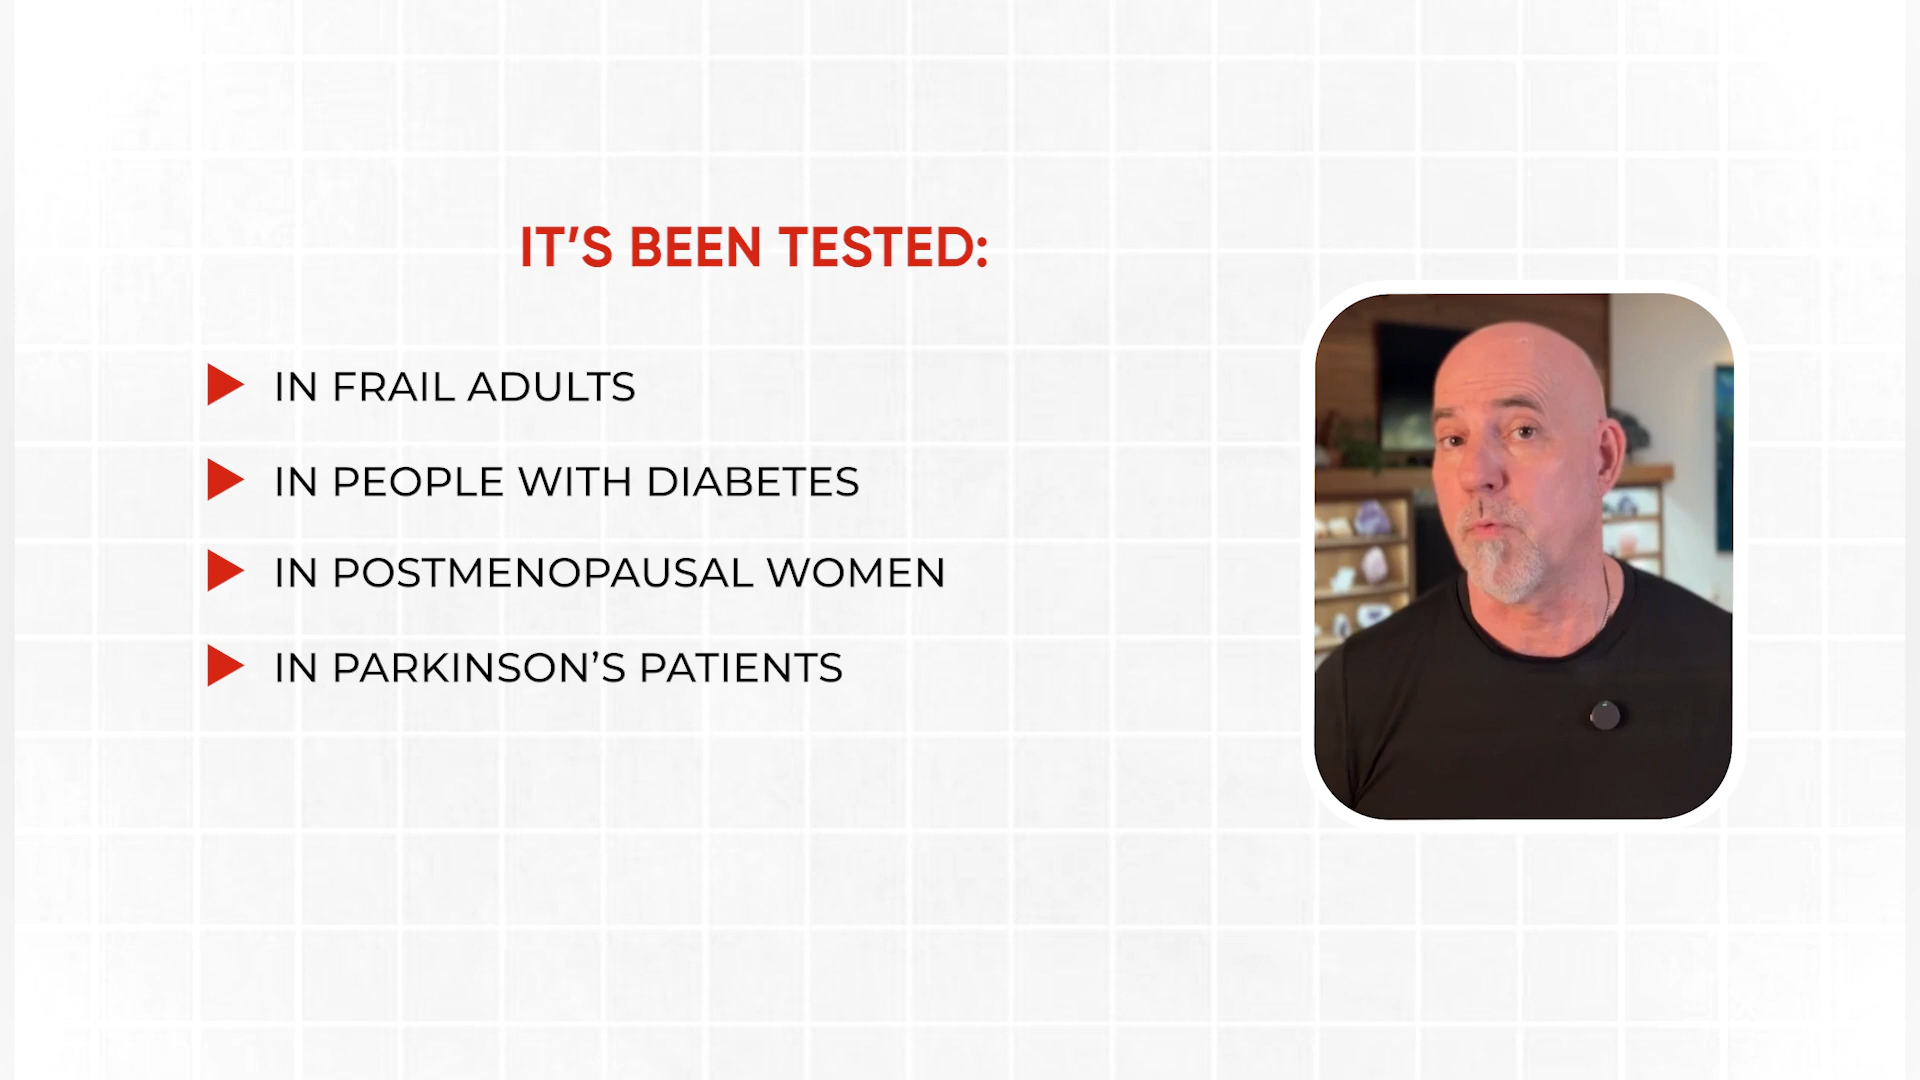 IT’S BEEN TESTED:
IN FRAIL ADULTS
IN PEOPLE WITH DIABETES
IN POSTMENOPAUSAL WOMEN
IN PARKINSON’S PATIENTS